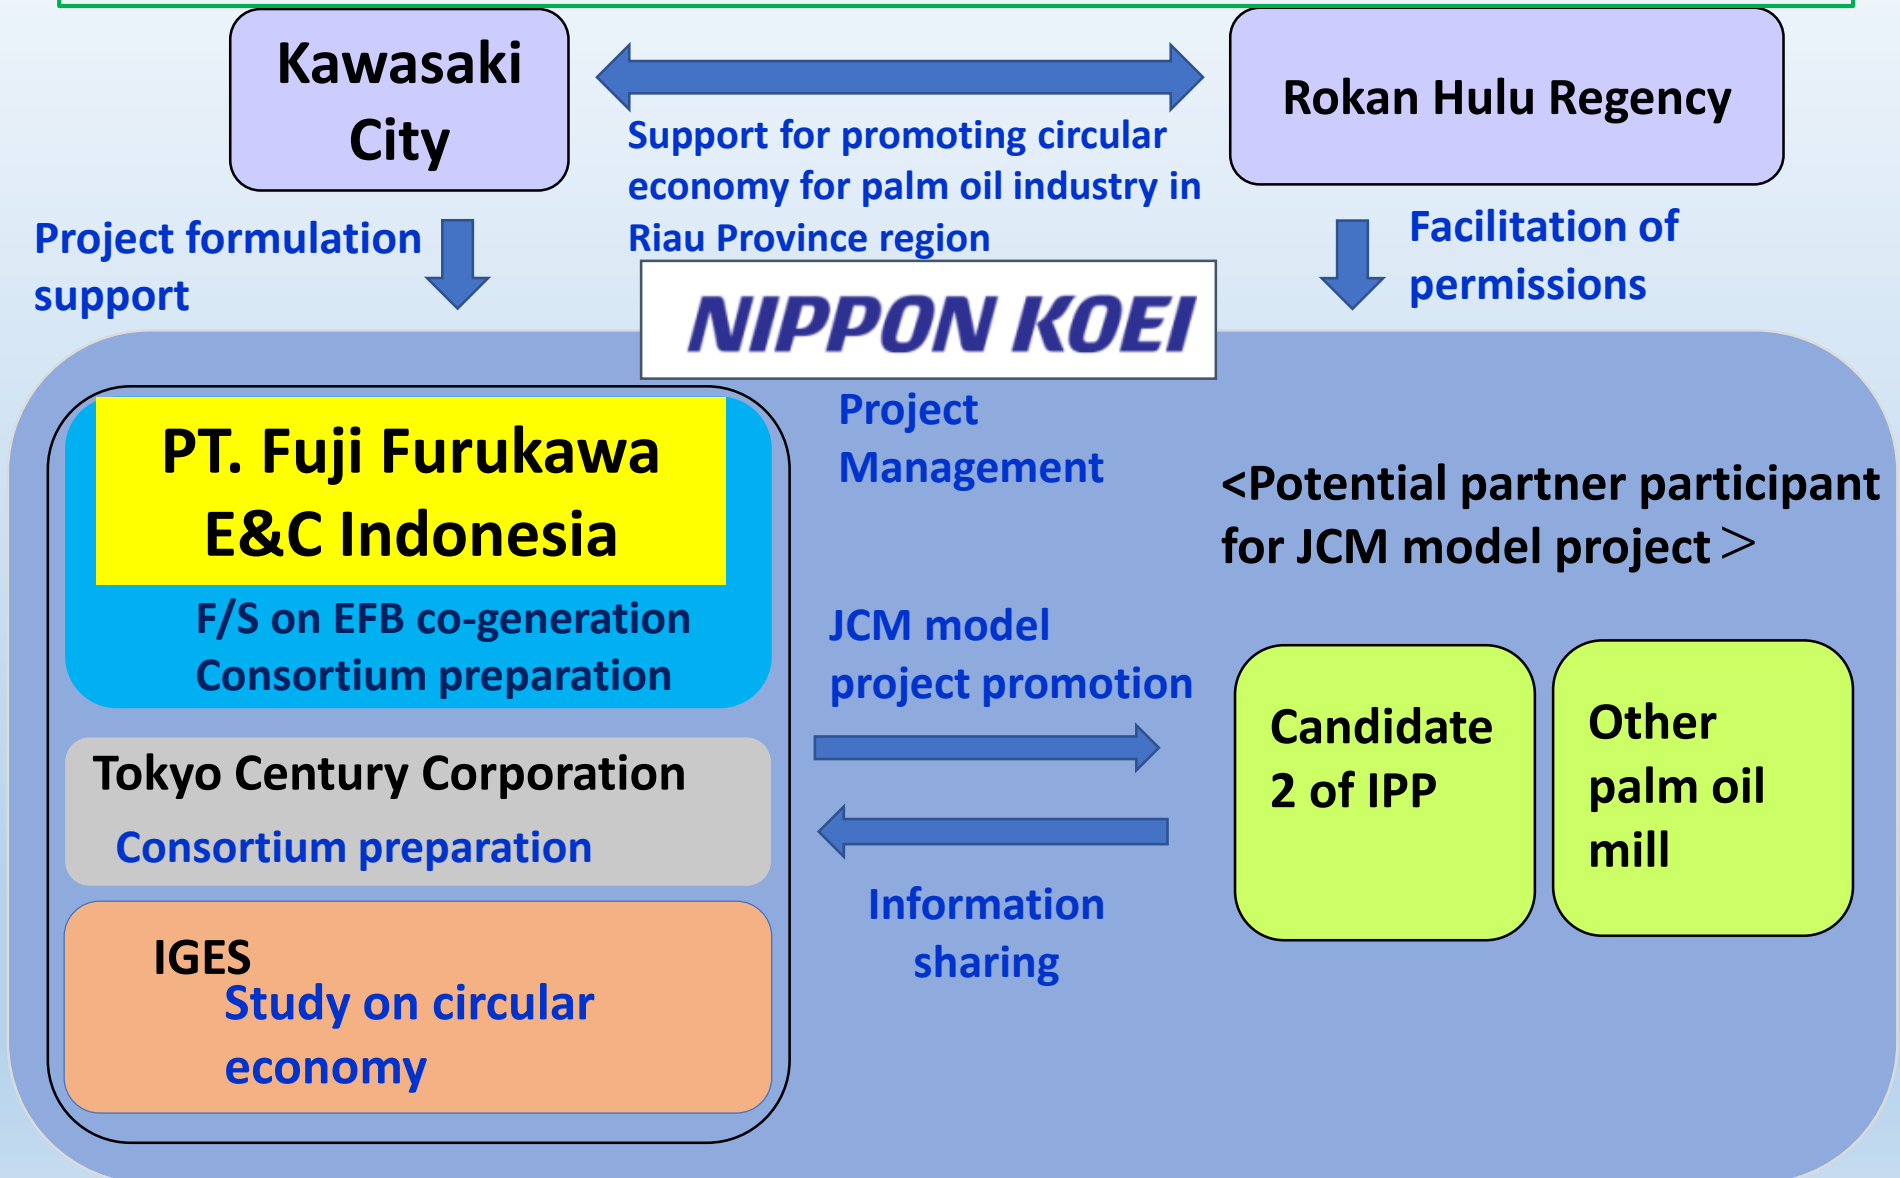 Kawasaki
City
Rokan Hulu Regency
Support for promoting circular
economy for palm oil industry in
Riau Province region
Project formulation
support
Facilitation of
permissions
NIPPON KOEI
Project
Management
PT. Fuji Furukawa
E&C Indonesia
F/S on EFB co-generation
Consortium preparation
Tokyo Century Corporation
Consortium preparation
IGES
Study on circular
economy
JCM model
project promotion
Information
sharing
<Potential partner participant
for JCM model project＞
Candidate
2 of IPP
Other
palm oil
mill